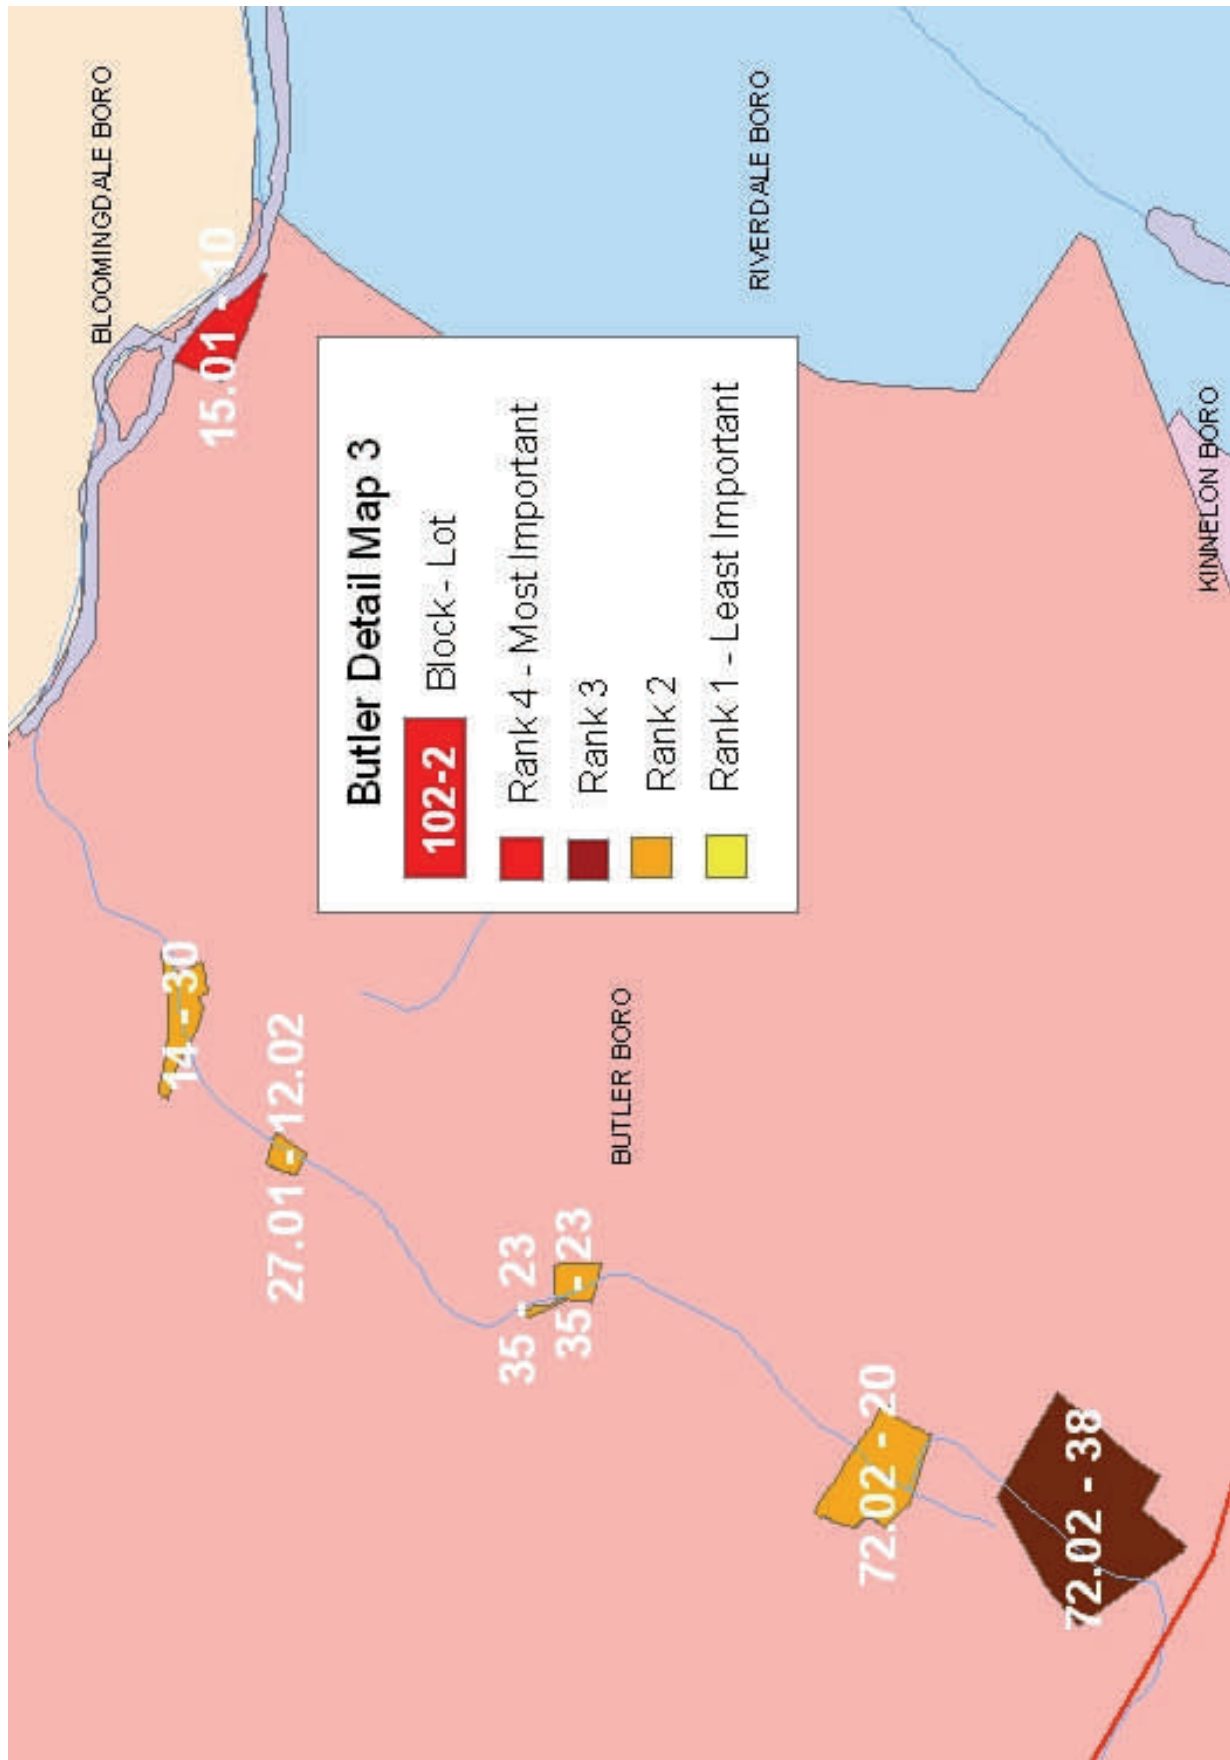 BLOOMINGDALE BORO
15.01 - 10
RIVERDALE BORO
KINNELON BORO
Butler Detail Map 3
102-2 Block - Lot
Rank 4 - Most Important
Rank 3
Rank 2
Rank 1 - Least Important
14 - 30
27.01 - 12.02
BUTLER BORO
35 - 23
35 - 23
72.02 - 20
72.02 - 38